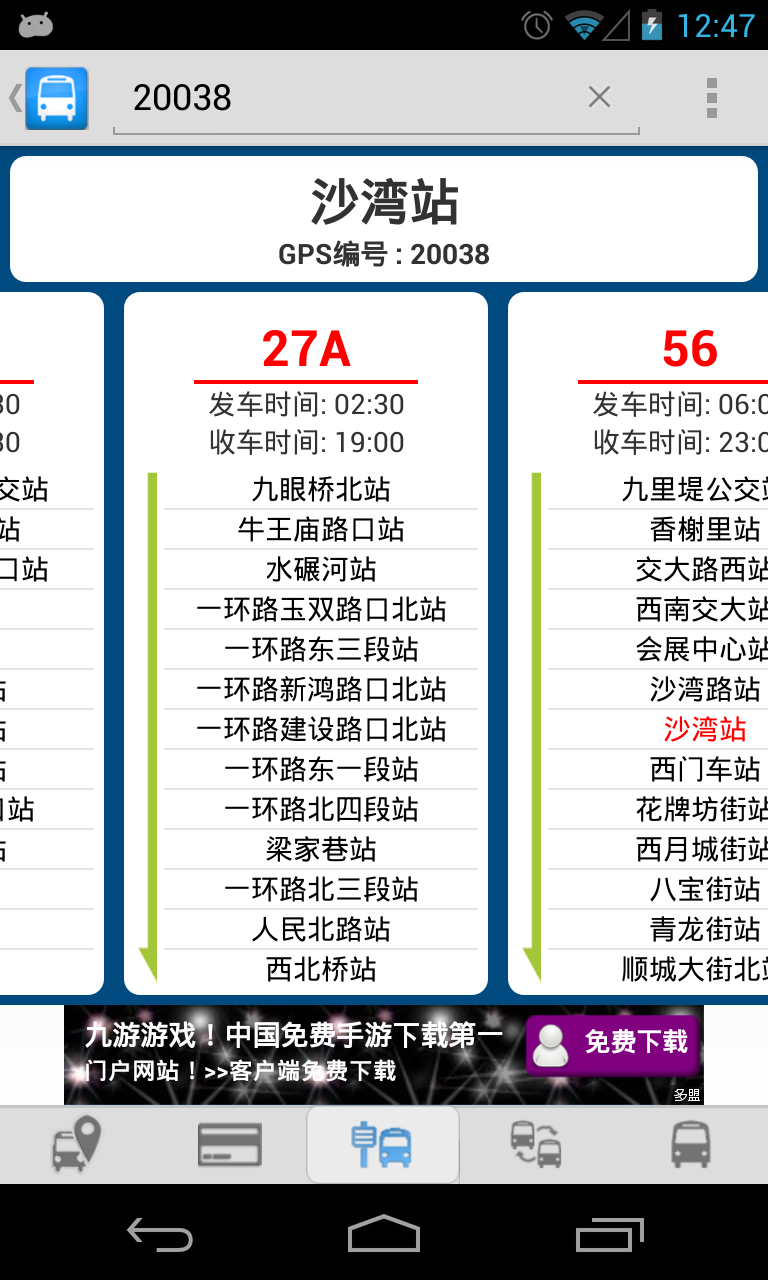 12:47
20038
沙湾站
GPS编号 : 20038
30
30
交站
站
口站
站
站
站
口站
站
27A
发车时间: 02:30
收车时间: 19:00
九眼桥北站
牛王庙路口站
水碾河站
一环路玉双路口北站
一环路东三段站
一环路新鸿路口北站
一环路建设路口北站
一环路东一段站
一环路北四段站
梁家巷站
一环路北三段站
人民北路站
西北桥站
56
发车时间: 06:0
收车时间: 23:0
九里堤公交站
香榭里站
交大路西站
西南交大站
会展中心站
沙湾路站
沙湾站
西门车站
花牌坊街站
西月城街站
八宝街站
青龙街站
顺城大街北站
九游游戏！中国免费手游下载第一
门户网站！>>客户端免费下载
免费下载
多盟